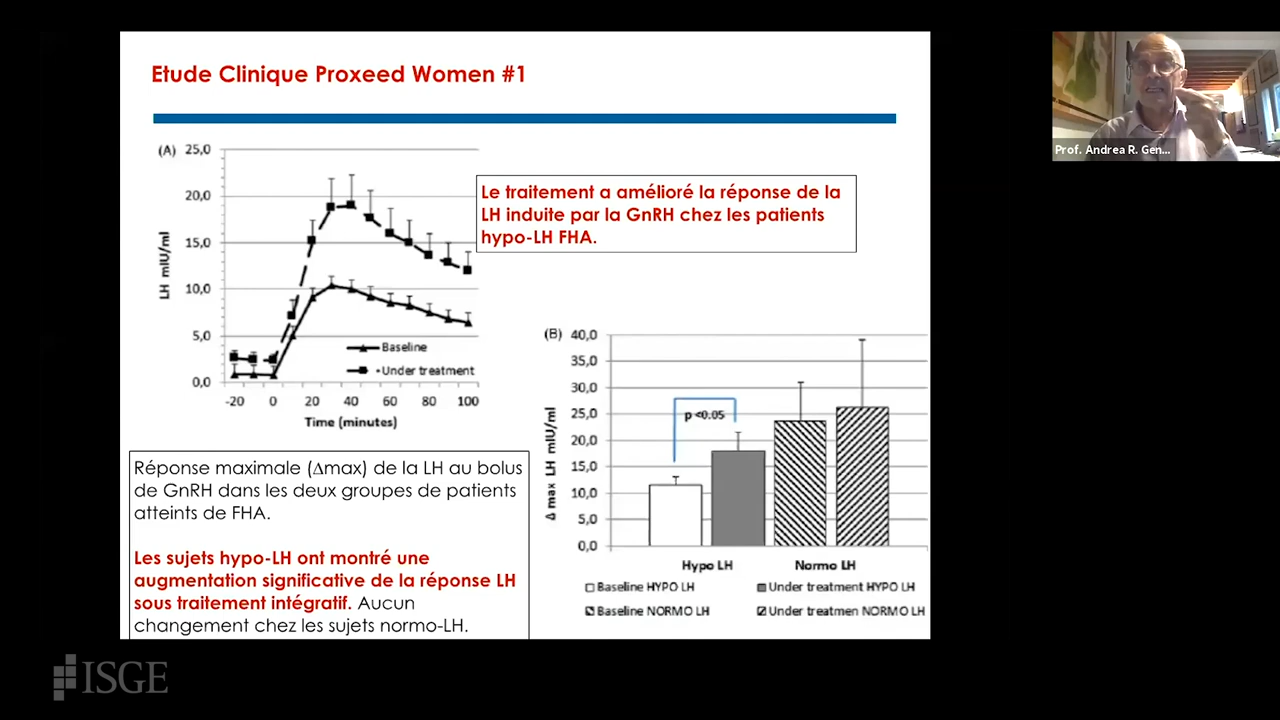 Etude Clinique Proxeed Women #1
(A)
25,0
20,0
15,0
10,0
5,0
0,0
LH mIU/ml
-20 0 20 40 60 80 100
Time (minutes)
Baseline
Under treatment
Le traitement a amélioré la réponse de la
LH induite par la GnRH chez les patients
hypo-LH FHA.
Prof. Andrea R. Gen...
(B)
40,0
35,0
30,0
25,0
20,0
15,0
10,0
5,0
0,0
Δ max LH mIU/ml
p <0.05
Hypo LH Normo LH
Baseline HYPO LH Under treatment HYPO LH
Baseline NORMO LH Under treatmen NORMO LH
Réponse maximale (Δmax) de la LH au bolus
de GnRH dans les deux groupes de patients
atteints de FHA.
Les sujets hypo-LH ont montré une
augmentation significative de la réponse LH
sous traitement intégratif. Aucun
changement chez les sujets normo-LH.
ISGE